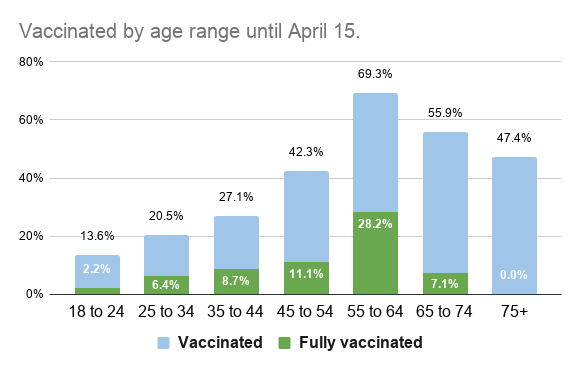 Vaccinated by age range until April 15.
80%
60%
40%
20%
0%
13.6%
20.5%
27.1%
42.3%
69.3%
55.9%
47.4%
2.2%
6.4%
8.7%
11.1%
28.2%
7.1%
0.0%
18 to 24
25 to 34
35 to 44
45 to 54
55 to 64
65 to 74
75+
Vaccinated
Fully vaccinated